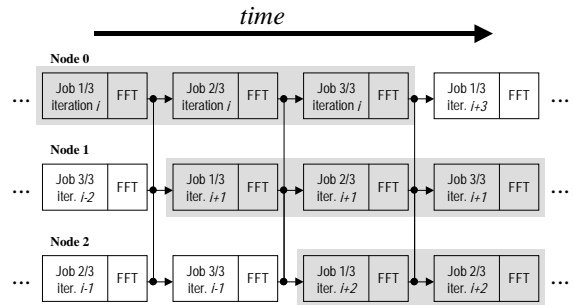 time
Node 0
... Job 1/3 FFT Job 2/3 FFT Job 3/3 FFT Job 1/3 FFT ...
iteration i iteration i iteration i iter. i+3
Node 1
... Job 3/3 FFT Job 1/3 FFT Job 2/3 FFT Job 3/3 FFT ...
iter. i-2 iter. i+1 iter. i+1 iter. i+1
Node 2
... Job 2/3 FFT Job 3/3 FFT Job 1/3 FFT Job 2/3 FFT ...
iter. i-1 iter. i-1 iter. i+2 iter. i+2